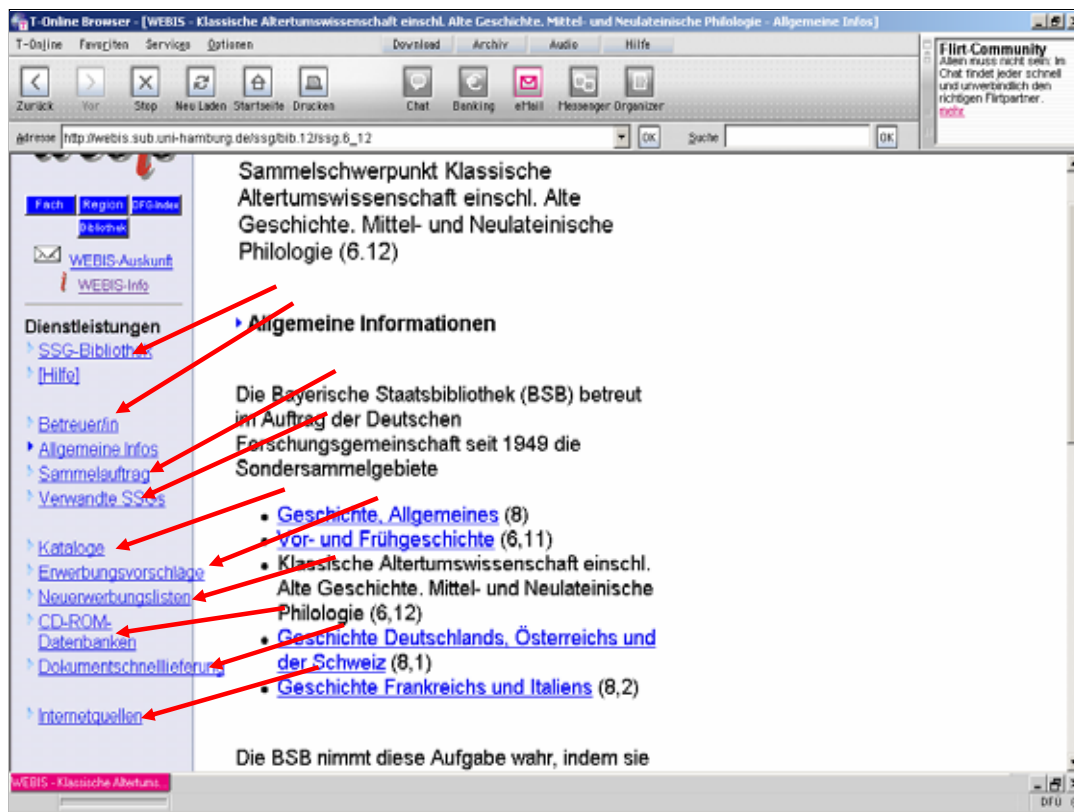 T-Online Browser - [WEBIS - Klassische Altertumswissenschaft einschl. Alte Geschichte. Mittel- und Neulateinische Philologie - Allgemeine Infos]
T-Online Favoriten Services Optionen Download Archiv Audio Hilfe
Zurück Vor Stop Neu Laden Startseite Drucken Chat Banking eMail Messenger Organizer
Adresse http://webis.sub.uni-hamburg.de/ssg/bib.12/ssg.6_12 OK Suche OK
Flirt-Community
Allein muss nicht sein: Im
Chat findet jeder schnell
und unverbindlich den
richtigen Flirtpartner.
mehr
Fach Region DFG-Index
Bibliothek
WEBIS-Auskunft
WEBIS-Info
Dienstleistungen
SSG-Bibliothek
[Hilfe]
Betreuer/in
Allgemeine Infos
Sammelauftrag
Verwandte SSGs
Kataloge
Erwerbungsvorschläge
Neuerwerbungslisten
CD-ROM-
Datenbanken
Dokumentschnelllieferung
Internetquellen
Sammelschwerpunkt Klassische
Altertumswissenschaft einschl. Alte
Geschichte. Mittel- und Neulateinische
Philologie (6.12)
Allgemeine Informationen
Die Bayerische Staatsbibliothek (BSB) betreut
im Auftrag der Deutschen
Forschungsgemeinschaft seit 1949 die
Sondersammelgebiete
• Geschichte, Allgemeines (8)
• Vor- und Frühgeschichte (6,11)
• Klassische Altertumswissenschaft einschl.
Alte Geschichte. Mittel- und Neulateinische
Philologie (6,12)
• Geschichte Deutschlands, Österreichs und
der Schweiz (8,1)
• Geschichte Frankreichs und Italiens (8,2)
Die BSB nimmt diese Aufgabe wahr, indem sie
WEBIS - Klassische Altertums...
DFÜ